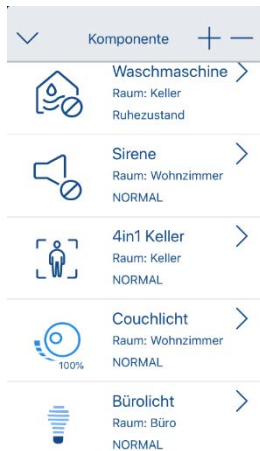 Komponente
Waschmaschine
Raum: Keller
Ruhezustand
Sirene
Raum: Wohnzimmer
NORMAL
4in1 Keller
Raum: Keller
NORMAL
Couchlicht
Raum: Wohnzimmer
100%
NORMAL
Bürolicht
Raum: Büro
NORMAL